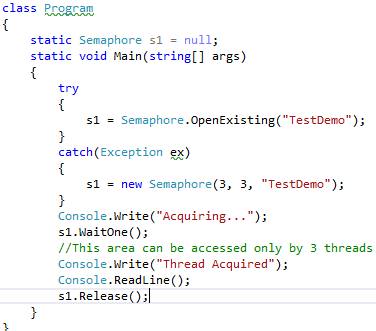 class Program
{
static Semaphore s1 = null;
static void Main(string[] args)
{
try
{
s1 = Semaphore.OpenExisting("TestDemo");
}
catch(Exception ex)
{
s1 = new Semaphore(3, 3, "TestDemo");
}
Console.Write("Acquiring...");
s1.WaitOne();
//This area can be accessed only by 3 threads
Console.Write("Thread Acquired");
Console.ReadLine();
s1.Release();
}
}